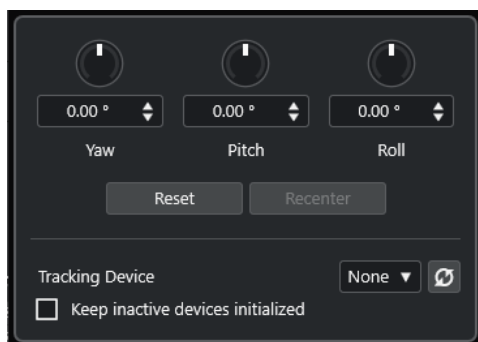 0.00 ° 0.00 ° 0.00 °
Yaw Pitch Roll
Reset Recenter
Tracking Device None
Keep inactive devices initialized